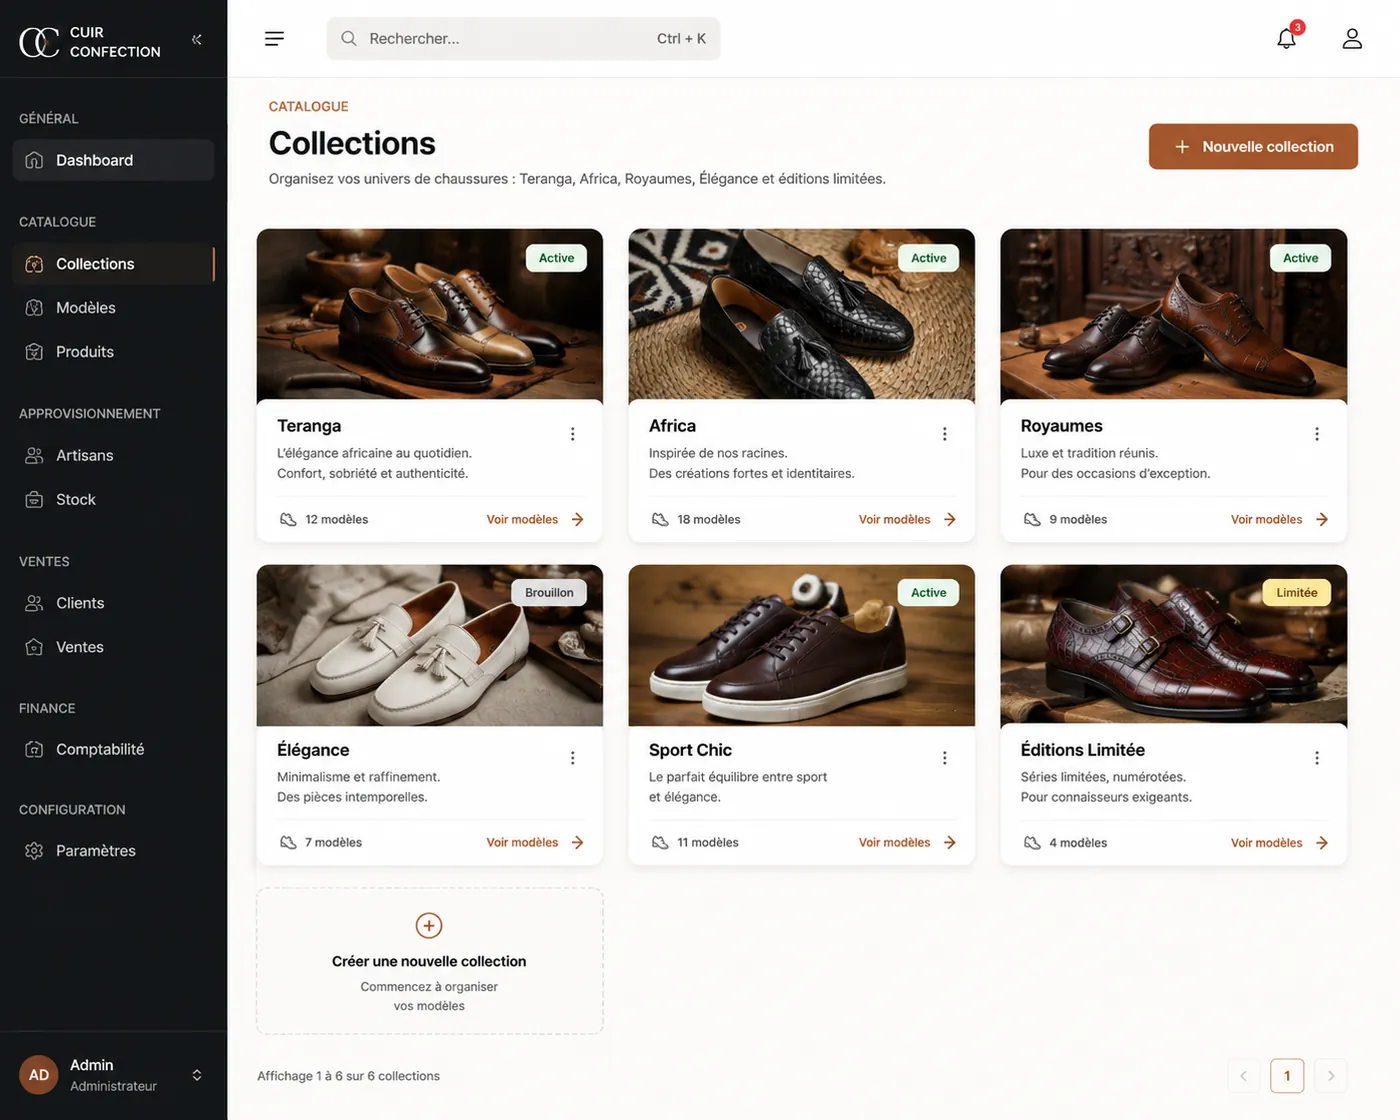 CUIR
CONFECTION
Rechercher...
Ctrl + K
3
GÉNÉRAL
Dashboard
CATALOGUE
Collections
Modèles
Produits
APPROVISIONNEMENT
Artisans
Stock
VENTES
Clients
Ventes
FINANCE
Comptabilité
CONFIGURATION
Paramètres
AD
Admin
Administrateur
CATALOGUE
Collections
Organisez vos univers de chaussures : Teranga, Africa, Royaumes, Élégance et éditions limitées.
Nouvelle collection
Active
Teranga
L'élégance africaine au quotidien.
Confort, sobriété et authenticité.
12 modèles
Voir modèles
Active
Africa
Inspirée de nos racines.
Des créations fortes et identitaires.
18 modèles
Voir modèles
Active
Royaumes
Luxe et tradition réunis.
Pour des occasions d'exception.
9 modèles
Voir modèles
Brouillon
Élégance
Minimalisme et raffinement.
Des pièces intemporelles.
7 modèles
Voir modèles
Active
Sport Chic
Le parfait équilibre entre sport
et élégance.
11 modèles
Voir modèles
Limitée
Éditions Limitée
Séries limitées, numérotées.
Pour connaisseurs exigeants.
4 modèles
Voir modèles
Créer une nouvelle collection
Commencez à organiser
vos modèles
Affichage 1 à 6 sur 6 collections
1